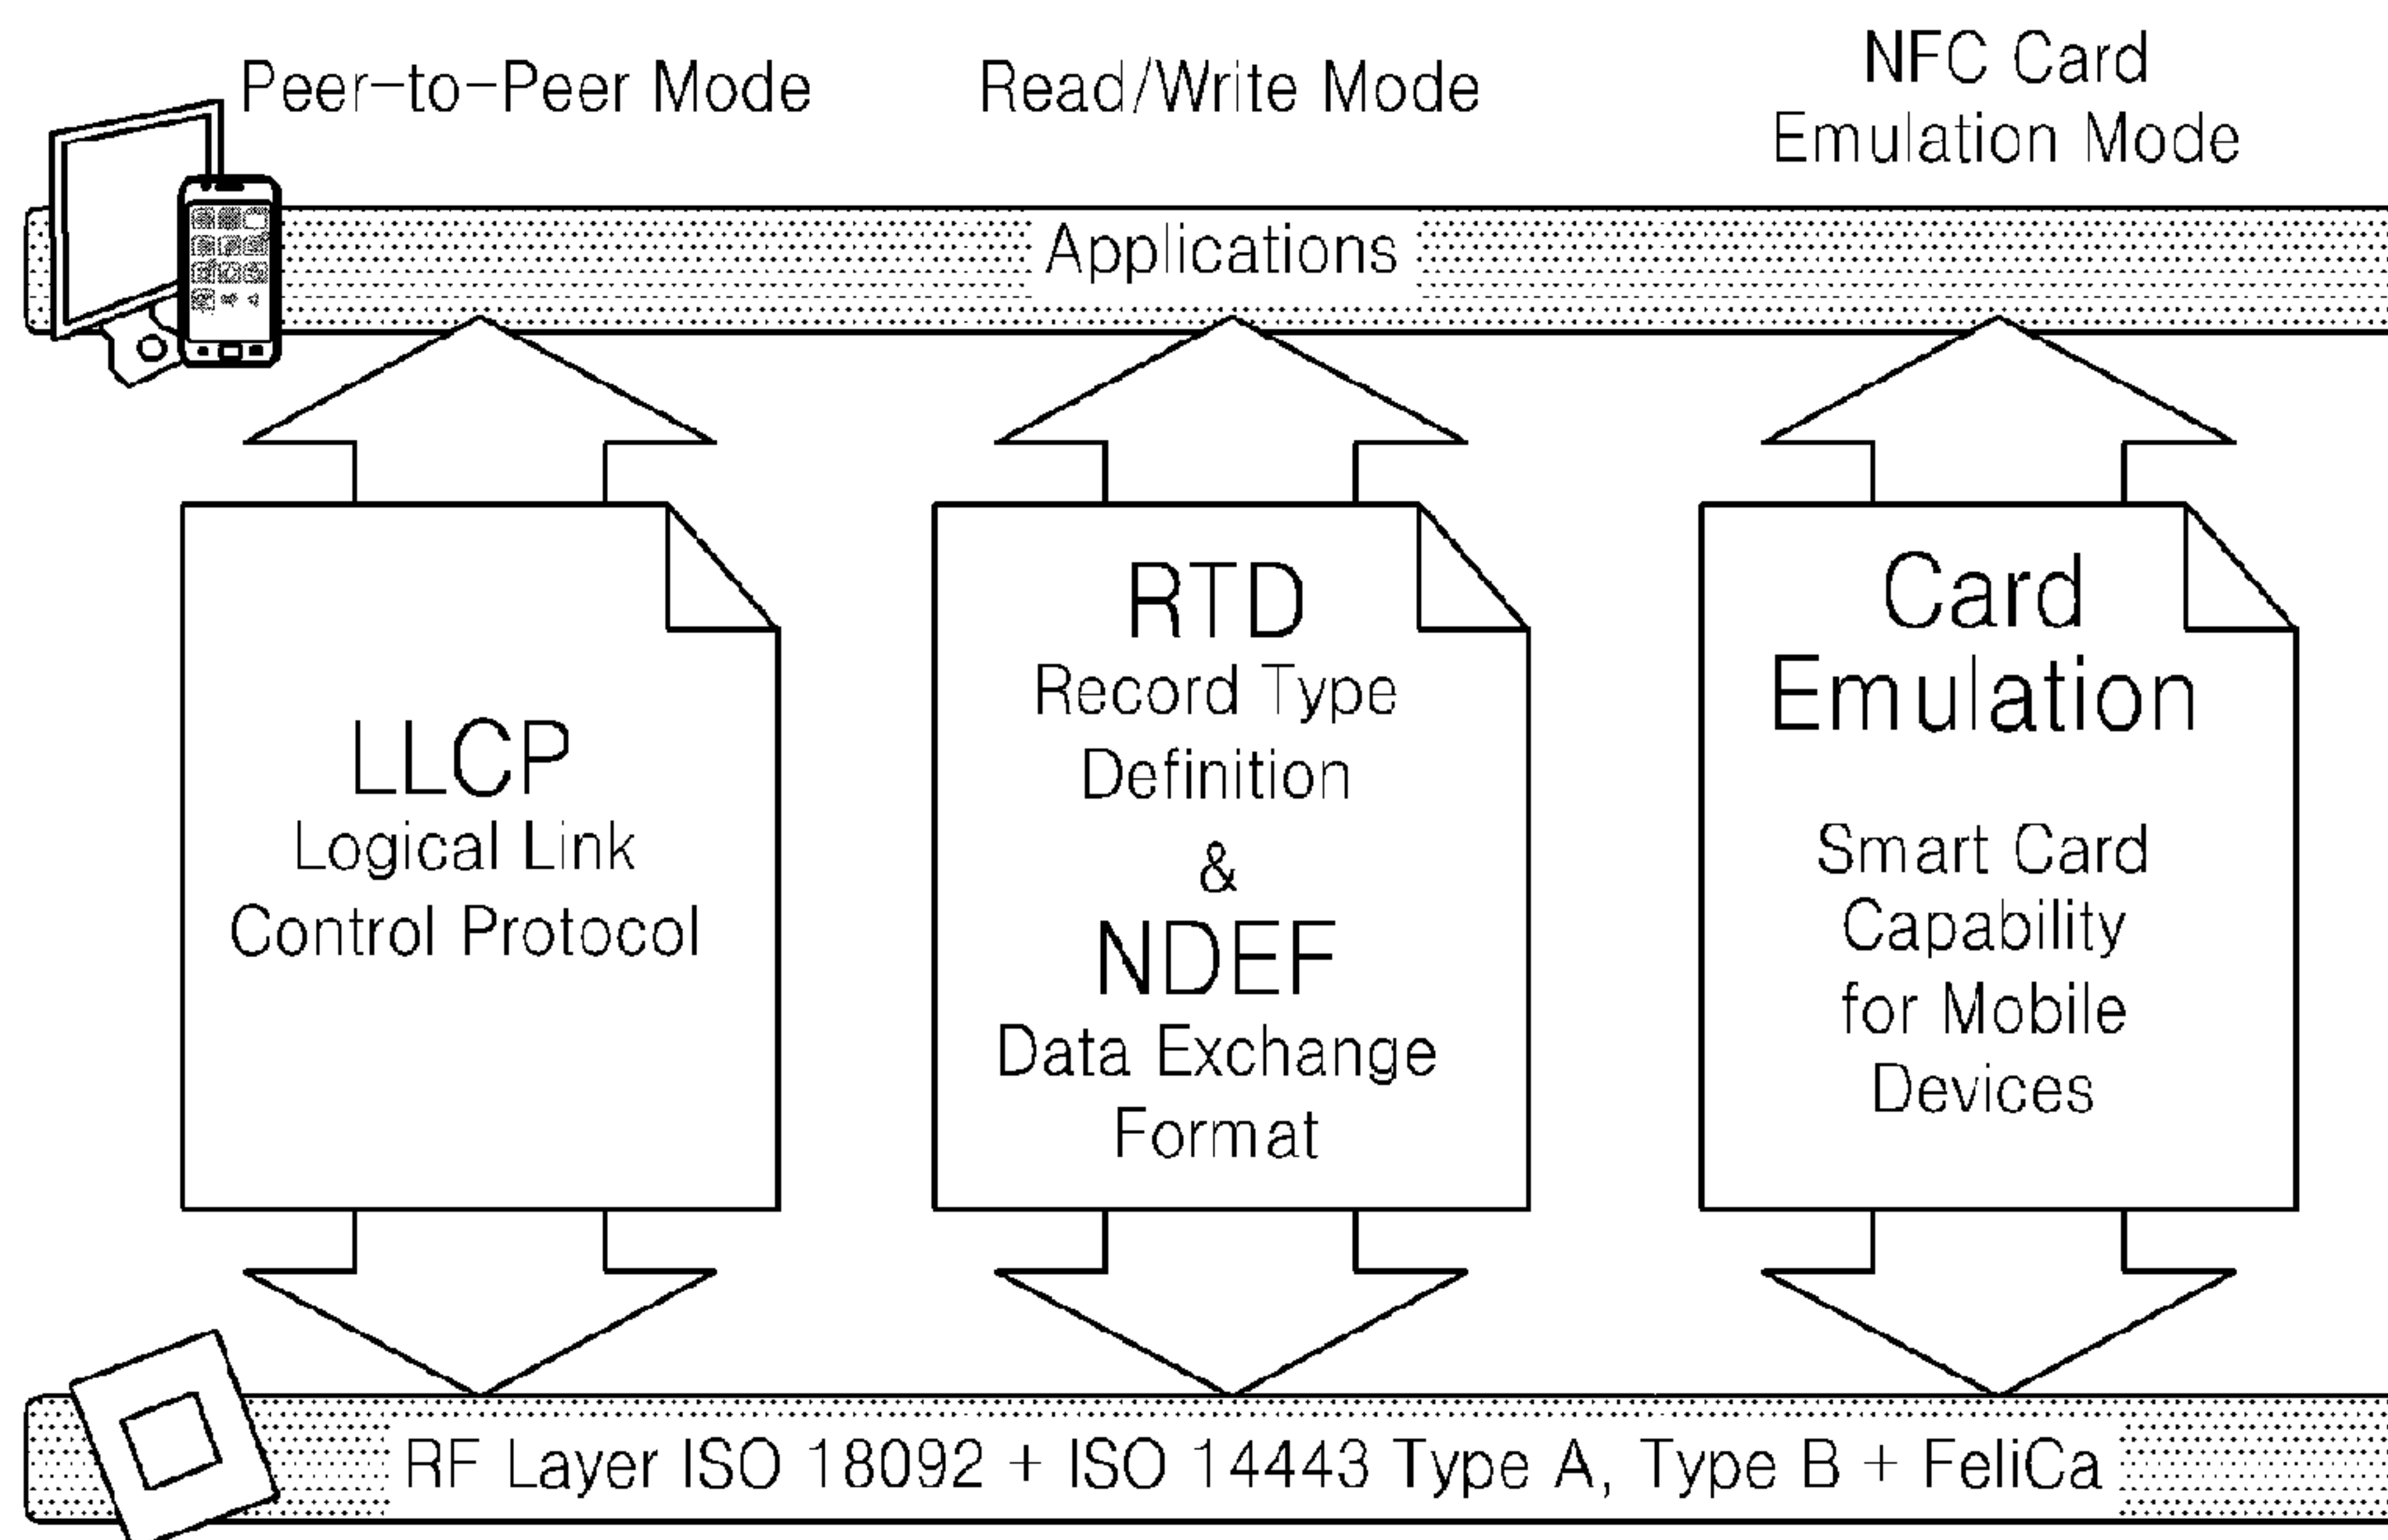 Peer-to-Peer Mode
Read/Write Mode
NFC Card
Emulation Mode
Applications
LLCP
Logical Link
Control Protocol
RTD
Record Type
Definition
&
NDEF
Data Exchange
Format
Card
Emulation
Smart Card
Capability
for Mobile
Devices
RF Layer ISO 18092 + ISO 14443 Type A, Type B + FeliCa